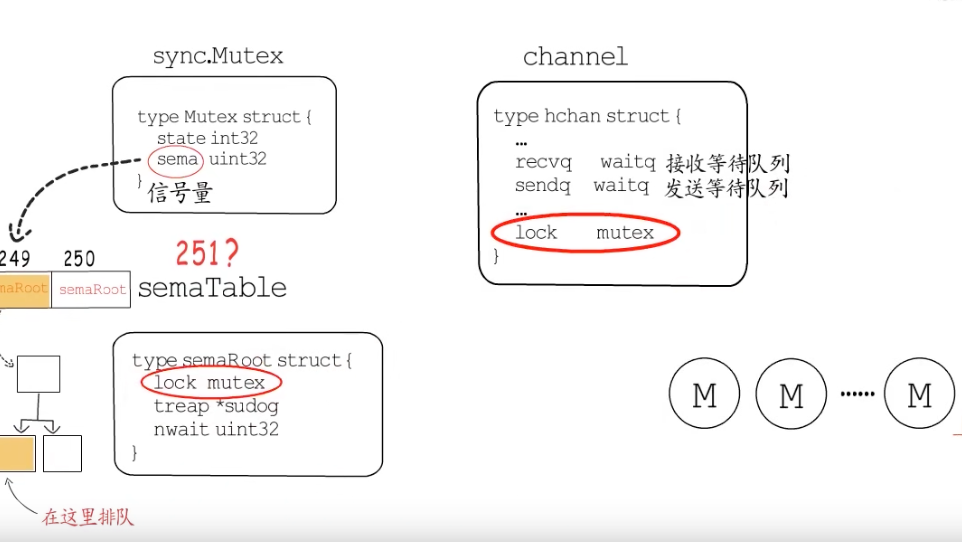 sync.Mutex
type Mutex struct {
state int32
sema uint32
}
信号量
channel
type hchan struct {
…
recvq waitq 接收等待队列
sendq waitq 发送等待队列
…
lock mutex
}
249 250 251?
maRoot semaRoot semaTable
type semaRoot struct {
lock mutex
treap *sudog
nwait uint32
}
在这里排队
M M …… M